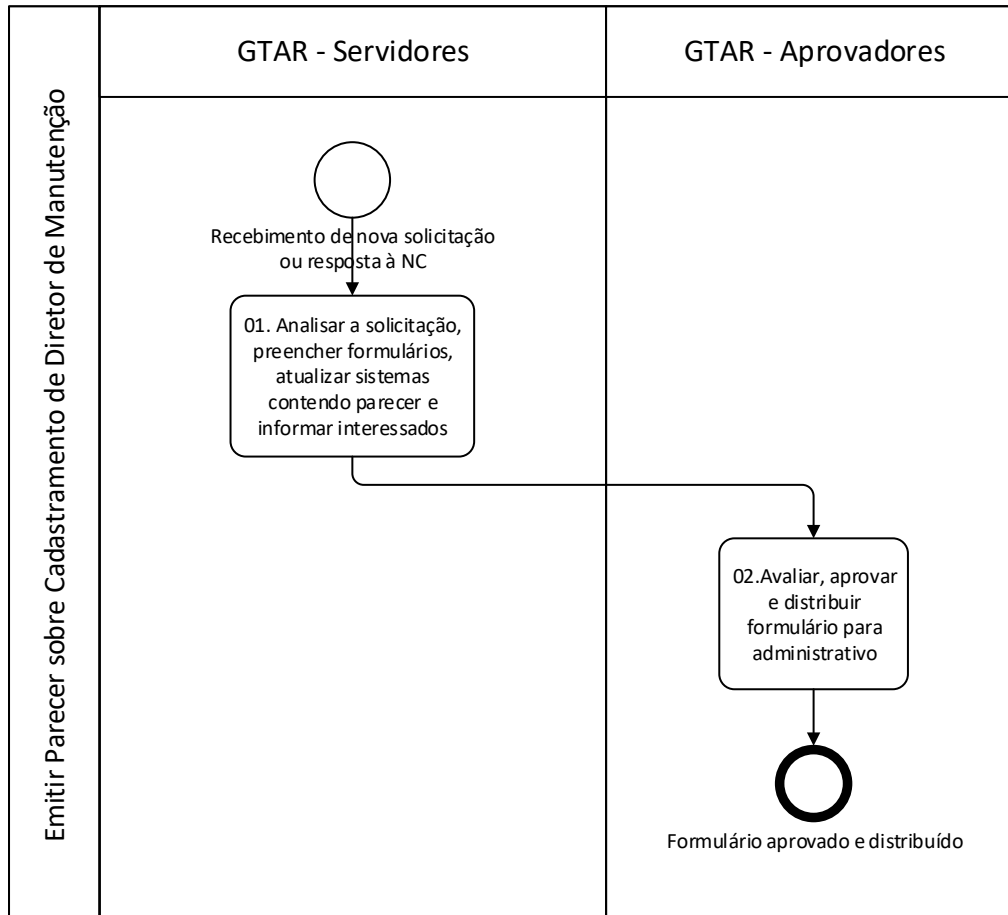 Emitir Parecer sobre Cadastramento de Diretor de Manutenção
GTAR - Servidores
GTAR - Aprovadores
Recebimento de nova solicitação
ou resposta à NC
01. Analisar a solicitação,
preencher formulários,
atualizar sistemas
contendo parecer e
informar interessados
02.Avaliar, aprovar
e distribuir
formulário para
administrativo
Formulário aprovado e distribuído